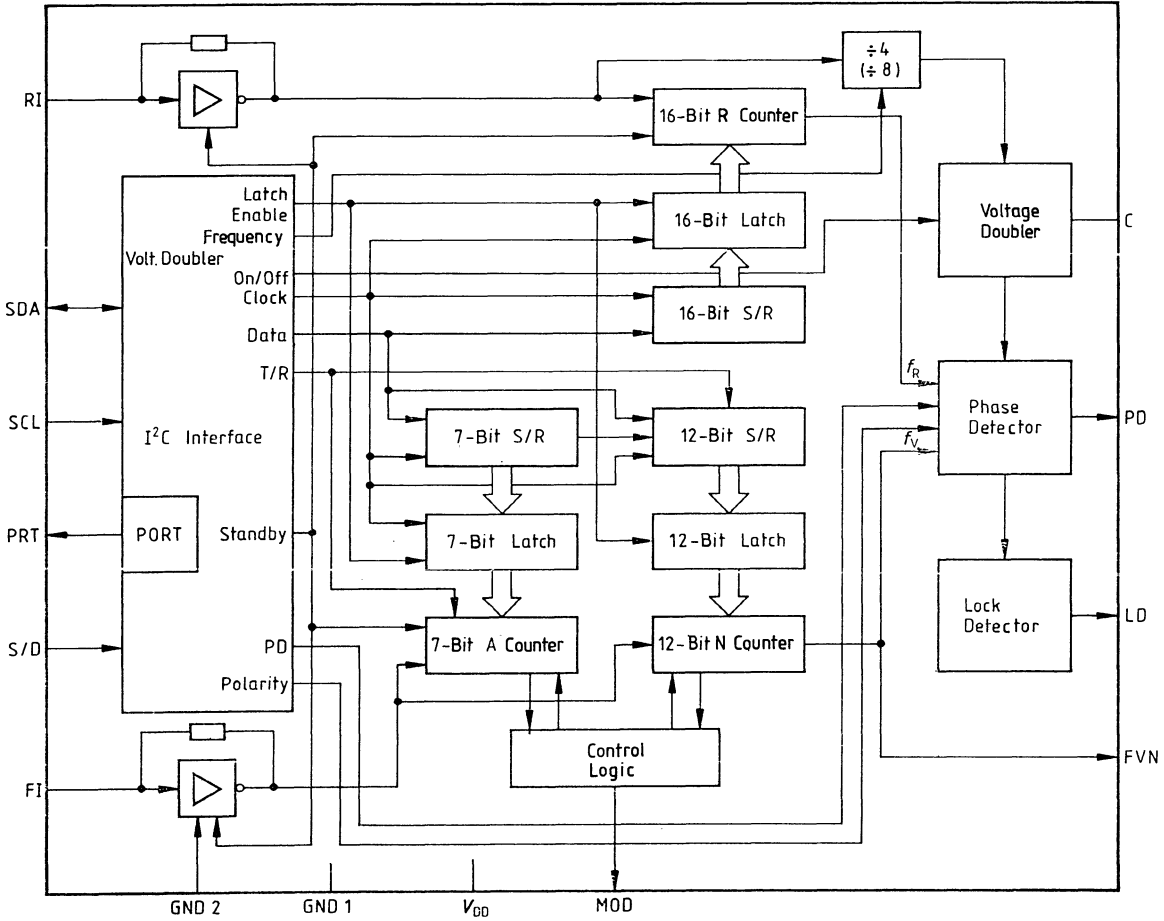 ÷4
(÷ 8)
RI
16-Bit R Counter
Latch
Enable
Frequency
Volt. Doubler
On/Off
Clock
Data
T/R
16-Bit Latch
16-Bit S/R
Voltage
Doubler
C
SDA
SCL
I²C Interface
7-Bit S/R
12-Bit S/R
fR
fV
Phase
Detector
PD
PRT
PORT
Standby
7-Bit Latch
12-Bit Latch
S/D
PD
Polarity
7-Bit A Counter
12-Bit N Counter
Lock
Detector
LD
Control
Logic
FI
FVN
GND 2
GND 1
VDD
MOD